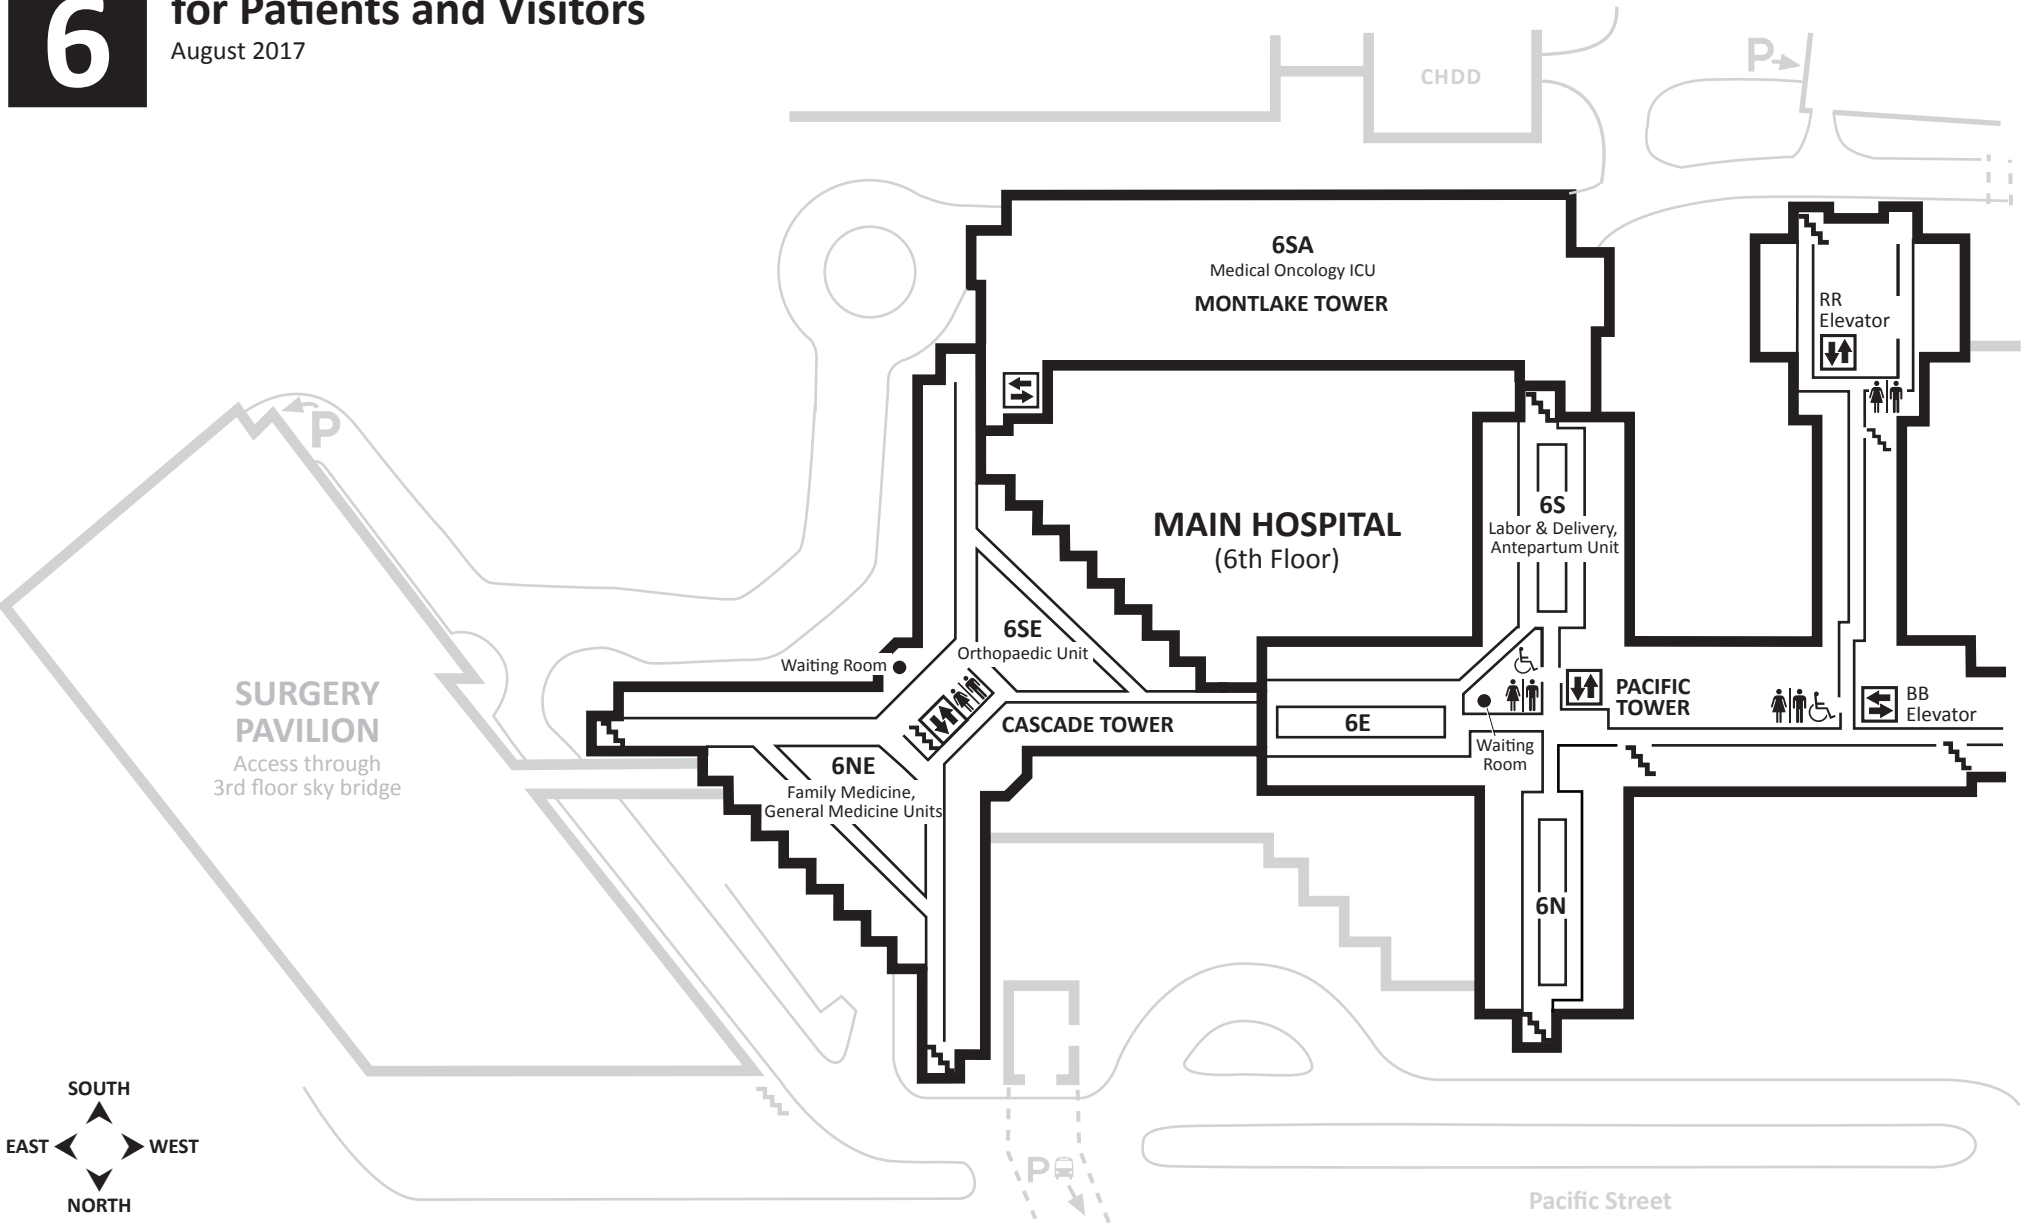 6
for Patients and Visitors
August 2017
CHDD
P
6SA
Medical Oncology ICU
MONTLAKE TOWER
RR
Elevator
P
MAIN HOSPITAL
(6th Floor)
6S
Labor & Delivery,
Antepartum Unit
6SE
Orthopaedic Unit
Waiting Room
SURGERY
PAVILION
Access through
3rd floor sky bridge
CASCADE TOWER
6E
PACIFIC
TOWER
BB
Elevator
Waiting
Room
6NE
Family Medicine,
General Medicine Units
6N
SOUTH
EAST
WEST
NORTH
P
Pacific Street